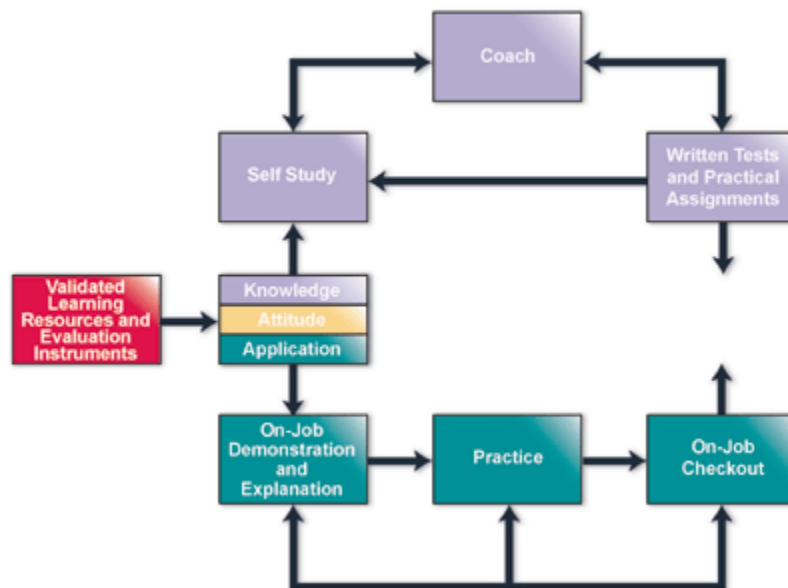 Coach
Self Study
Written Tests
and Practical
Assignments
Validated
Learning
Resources and
Evaluation
Instruments
Knowledge
Attitude
Application
On-Job
Demonstration
and
Explanation
Practice
On-Job
Checkout